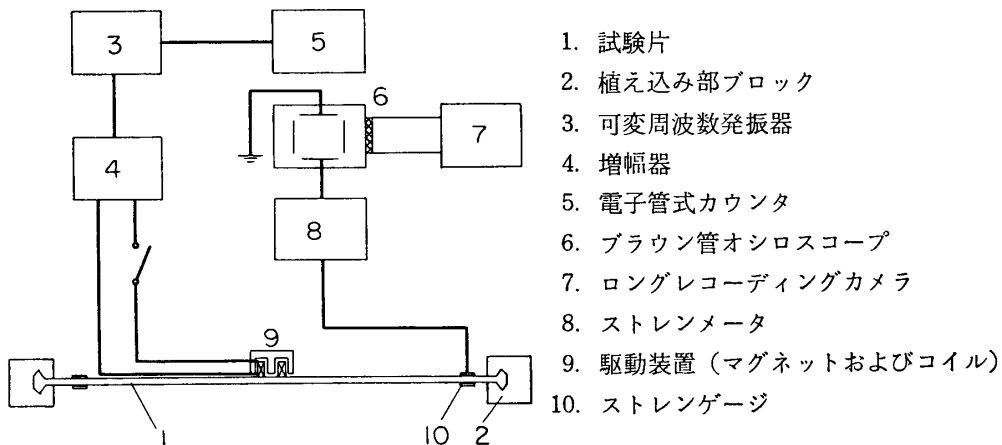 3
5
6
7
4
8
9
1
10
2
1. 試験片
2. 植え込み部ブロック
3. 可変周波数発振器
4. 増幅器
5. 電子管式カウンタ
6. ブラウン管オシロスコープ
7. ロングレコーディングカメラ
8. ストレンメータ
9. 駆動装置（マグネットおよびコイル）
10. ストレンゲージ